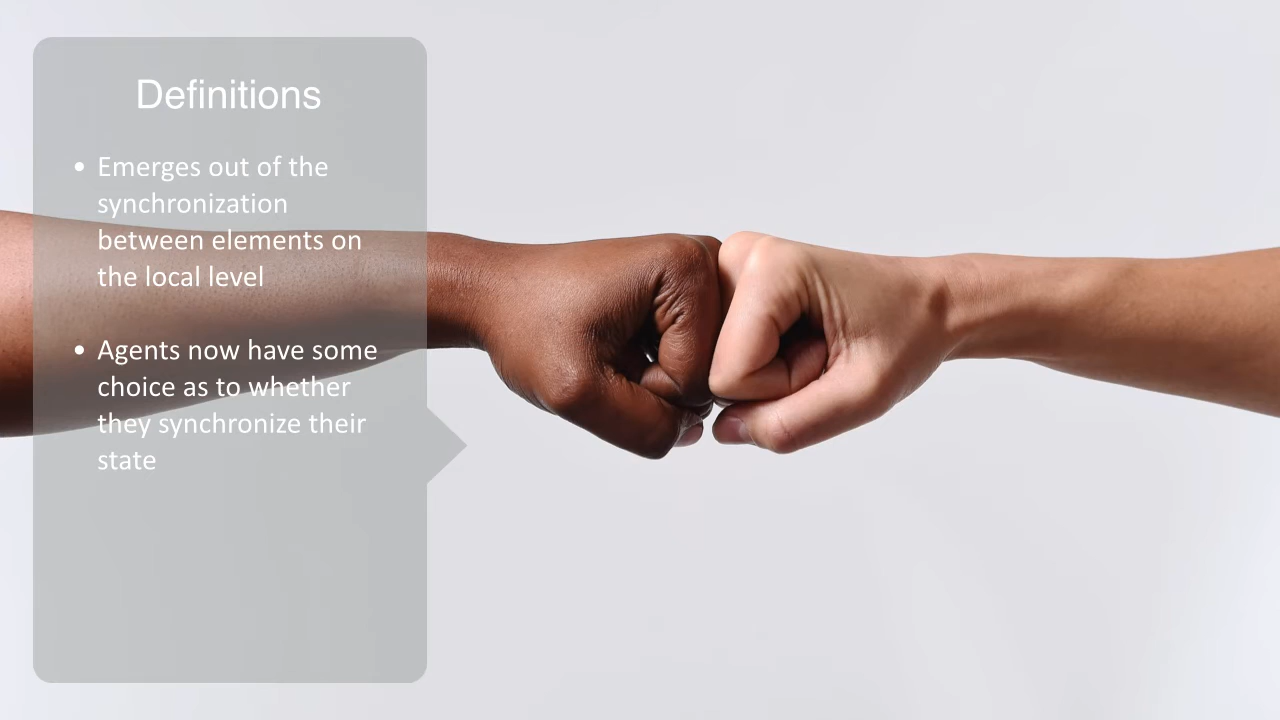 Definitions
• Emerges out of the
synchronization
between elements on
the local level
• Agents now have some
choice as to whether
they synchronize their
state